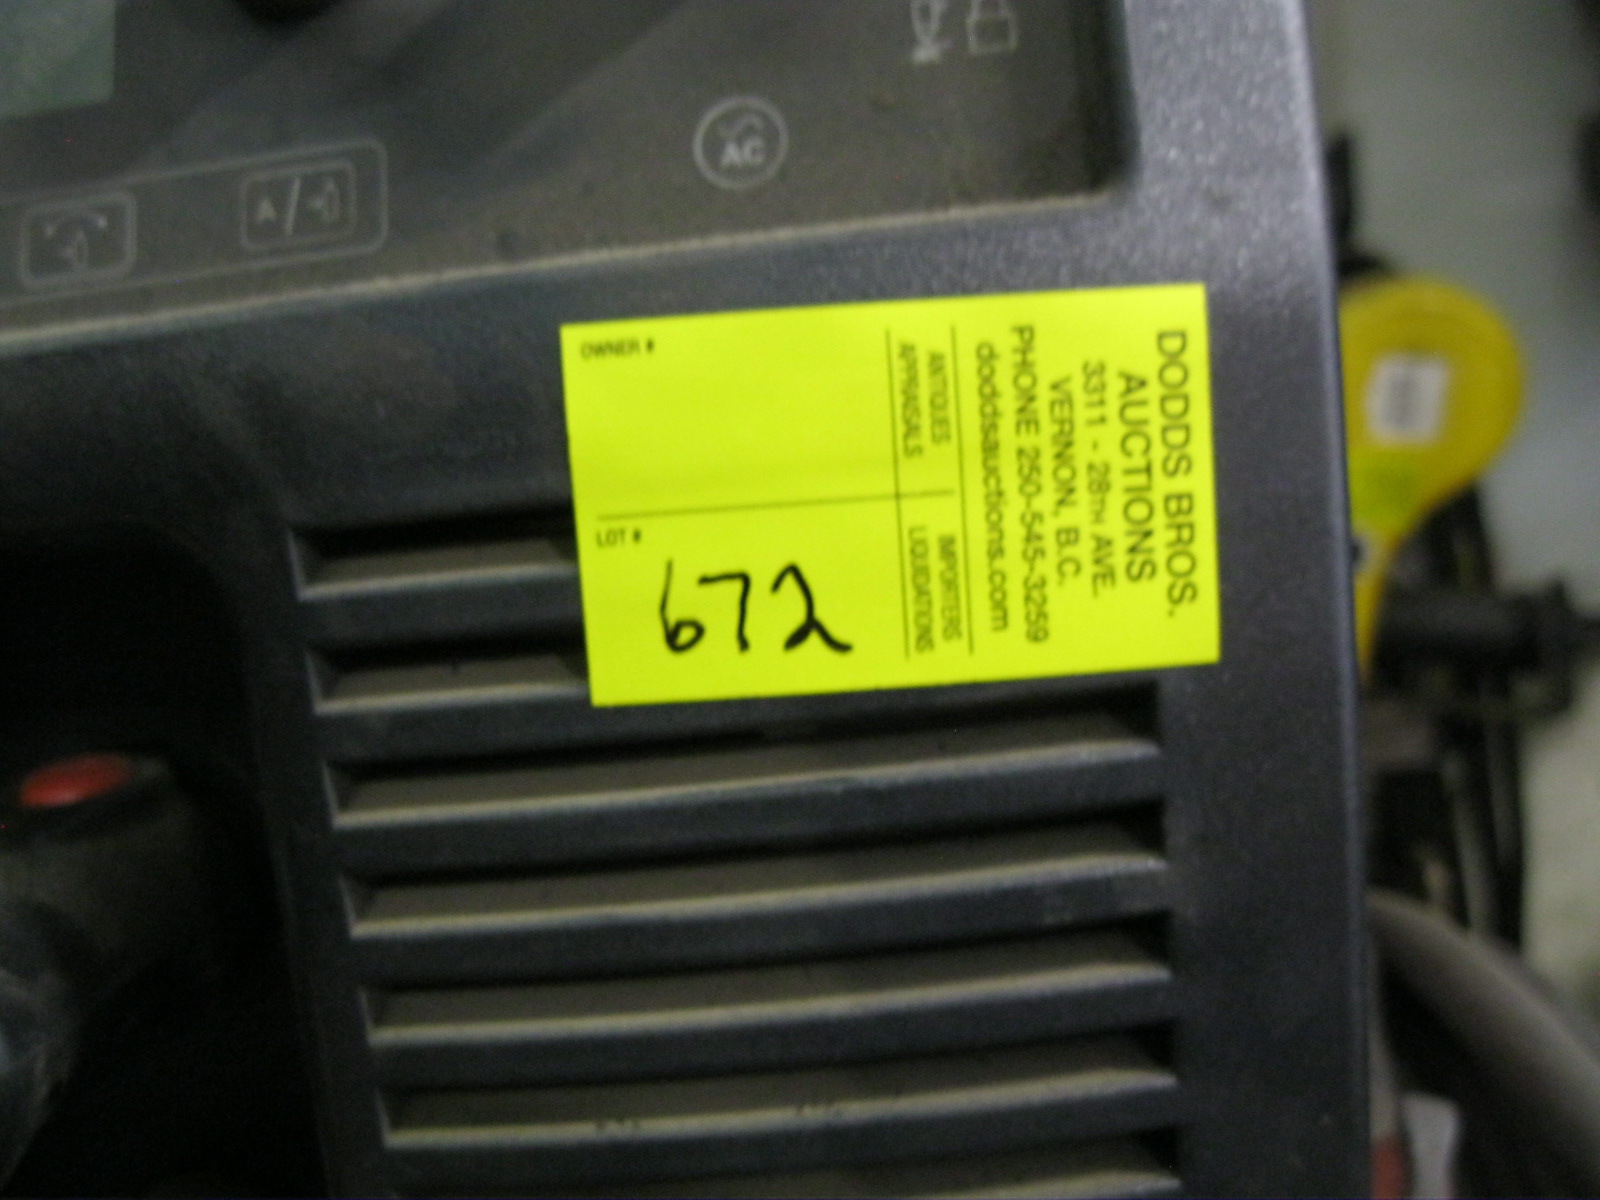 AC
A/
DODDS BROS.
AUCTIONS
3311 - 28TH AVE.
VERNON, B.C.
PHONE 250-545-3259
doddsauctions.com
ANTIQUES
APPRAISALS
IMPORTERS
LIQUIDATIONS
OWNER #
LOT #
672